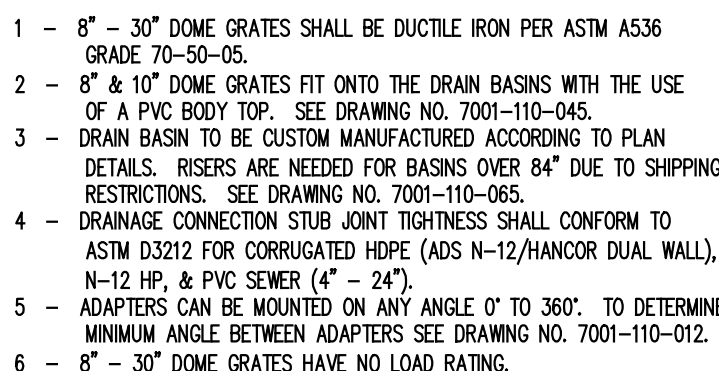 1 – 8" – 30" DOME GRATES SHALL BE DUCTILE IRON PER ASTM A536
GRADE 70–50–05.
2 – 8" & 10" DOME GRATES FIT ONTO THE DRAIN BASINS WITH THE USE
OF A PVC BODY TOP. SEE DRAWING NO. 7001–110–045.
3 – DRAIN BASIN TO BE CUSTOM MANUFACTURED ACCORDING TO PLAN
DETAILS. RISERS ARE NEEDED FOR BASINS OVER 84" DUE TO SHIPPING
RESTRICTIONS. SEE DRAWING NO. 7001–110–065.
4 – DRAINAGE CONNECTION STUB JOINT TIGHTNESS SHALL CONFORM TO
ASTM D3212 FOR CORRUGATED HDPE (ADS N–12/HANCOR DUAL WALL),
N–12 HP, & PVC SEWER (4" – 24").
5 – ADAPTERS CAN BE MOUNTED ON ANY ANGLE 0° TO 360°. TO DETERMINE
MINIMUM ANGLE BETWEEN ADAPTERS SEE DRAWING NO. 7001–110–012.
6 – 8" – 30" DOME GRATES HAVE NO LOAD RATING.